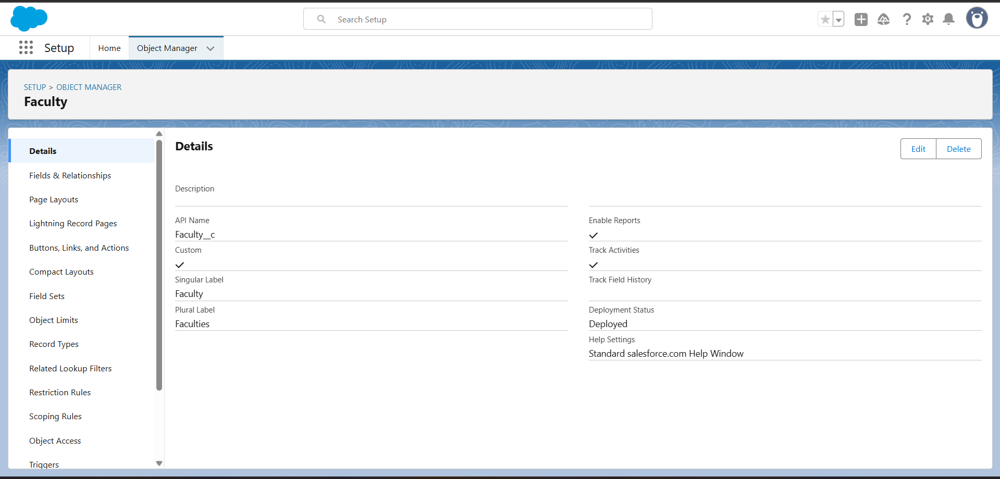 Search Setup
Setup
Home
Object Manager
SETUP > OBJECT MANAGER
Faculty
Details
Fields & Relationships
Page Layouts
Lightning Record Pages
Buttons, Links, and Actions
Compact Layouts
Field Sets
Object Limits
Record Types
Related Lookup Filters
Restriction Rules
Scoping Rules
Object Access
Triggers
Details
Edit
Delete
Description
API Name
Faculty__c
Custom
Singular Label
Faculty
Plural Label
Faculties
Enable Reports
Track Activities
Track Field History
Deployment Status
Deployed
Help Settings
Standard salesforce.com Help Window